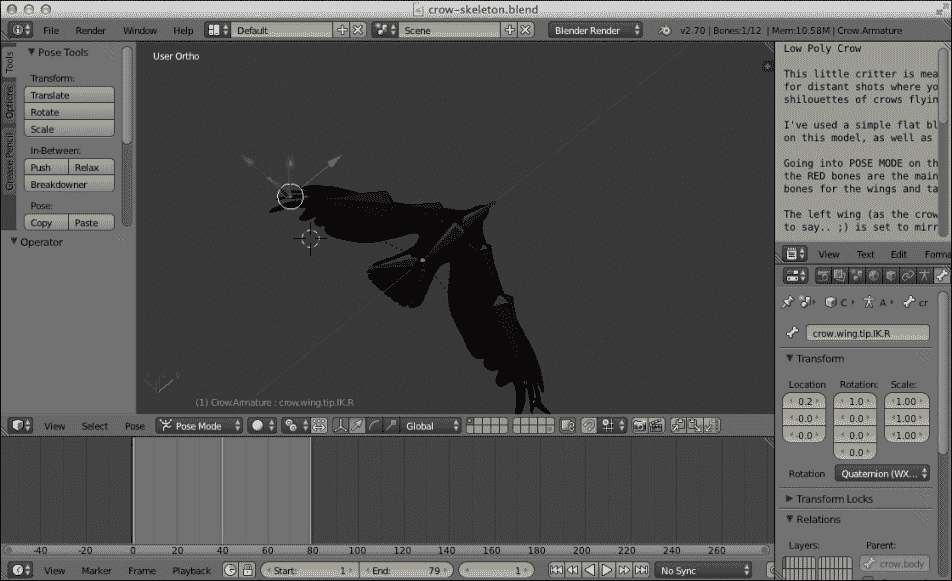 crow-skeleton.blend
File Render Window Help Default Scene Blender Render v2.70 | Bones:1/12 | Mem:10.58M | Crow.Armature
Tools
Options
Grease Pencil
Pose Tools
Transform:
Translate
Rotate
Scale
In-Between:
Push Relax
Breakdowner
Pose:
Copy Paste
Operator
User Ortho
(1) Crow.Armature : crow.wing.tip.IK.R
View Select Pose Pose Mode Global
Low Poly Crow
This little critter is mea
for distant shots where yo
shilouettes of crows flyin
I've used a simple flat bl
on this model, as well as
Going into POSE MODE on th
the RED bones are the main
bones for the wings and ta
The left wing (as the crow
to say.. ;) is set to mirr
View Text Edit Forma
C A cr
crow.wing.tip.IK.R
Transform
Location Rotation: Scale:
0.2 1.0 1.00
-0.0 0.0 1.00
-0.0 0.0 1.00
0.0
Rotation Quaternion (WX...
Transform Locks
Relations
Layers: Parent:
crow.body
-40 -20 0 20 40 60 80 100 120 140 160 180 200 220 240 260
View Marker Frame Playback Start: 1 End: 79 1 No Sync